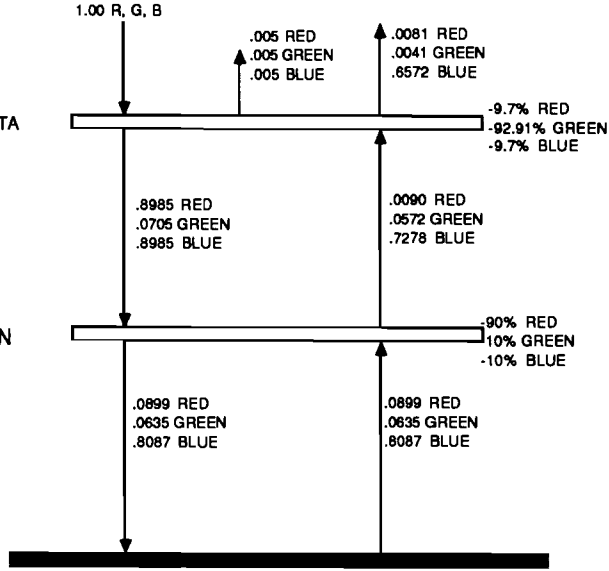 1.00 R, G, B
.005 RED
.005 GREEN
.005 BLUE
.0081 RED
.0041 GREEN
.6572 BLUE
TA
-9.7% RED
-92.91% GREEN
-9.7% BLUE
.8985 RED
.0705 GREEN
.8985 BLUE
.0090 RED
.0572 GREEN
.7278 BLUE
N
-90% RED
-10% GREEN
-10% BLUE
.0899 RED
.0635 GREEN
.8087 BLUE
.0899 RED
.0635 GREEN
.8087 BLUE